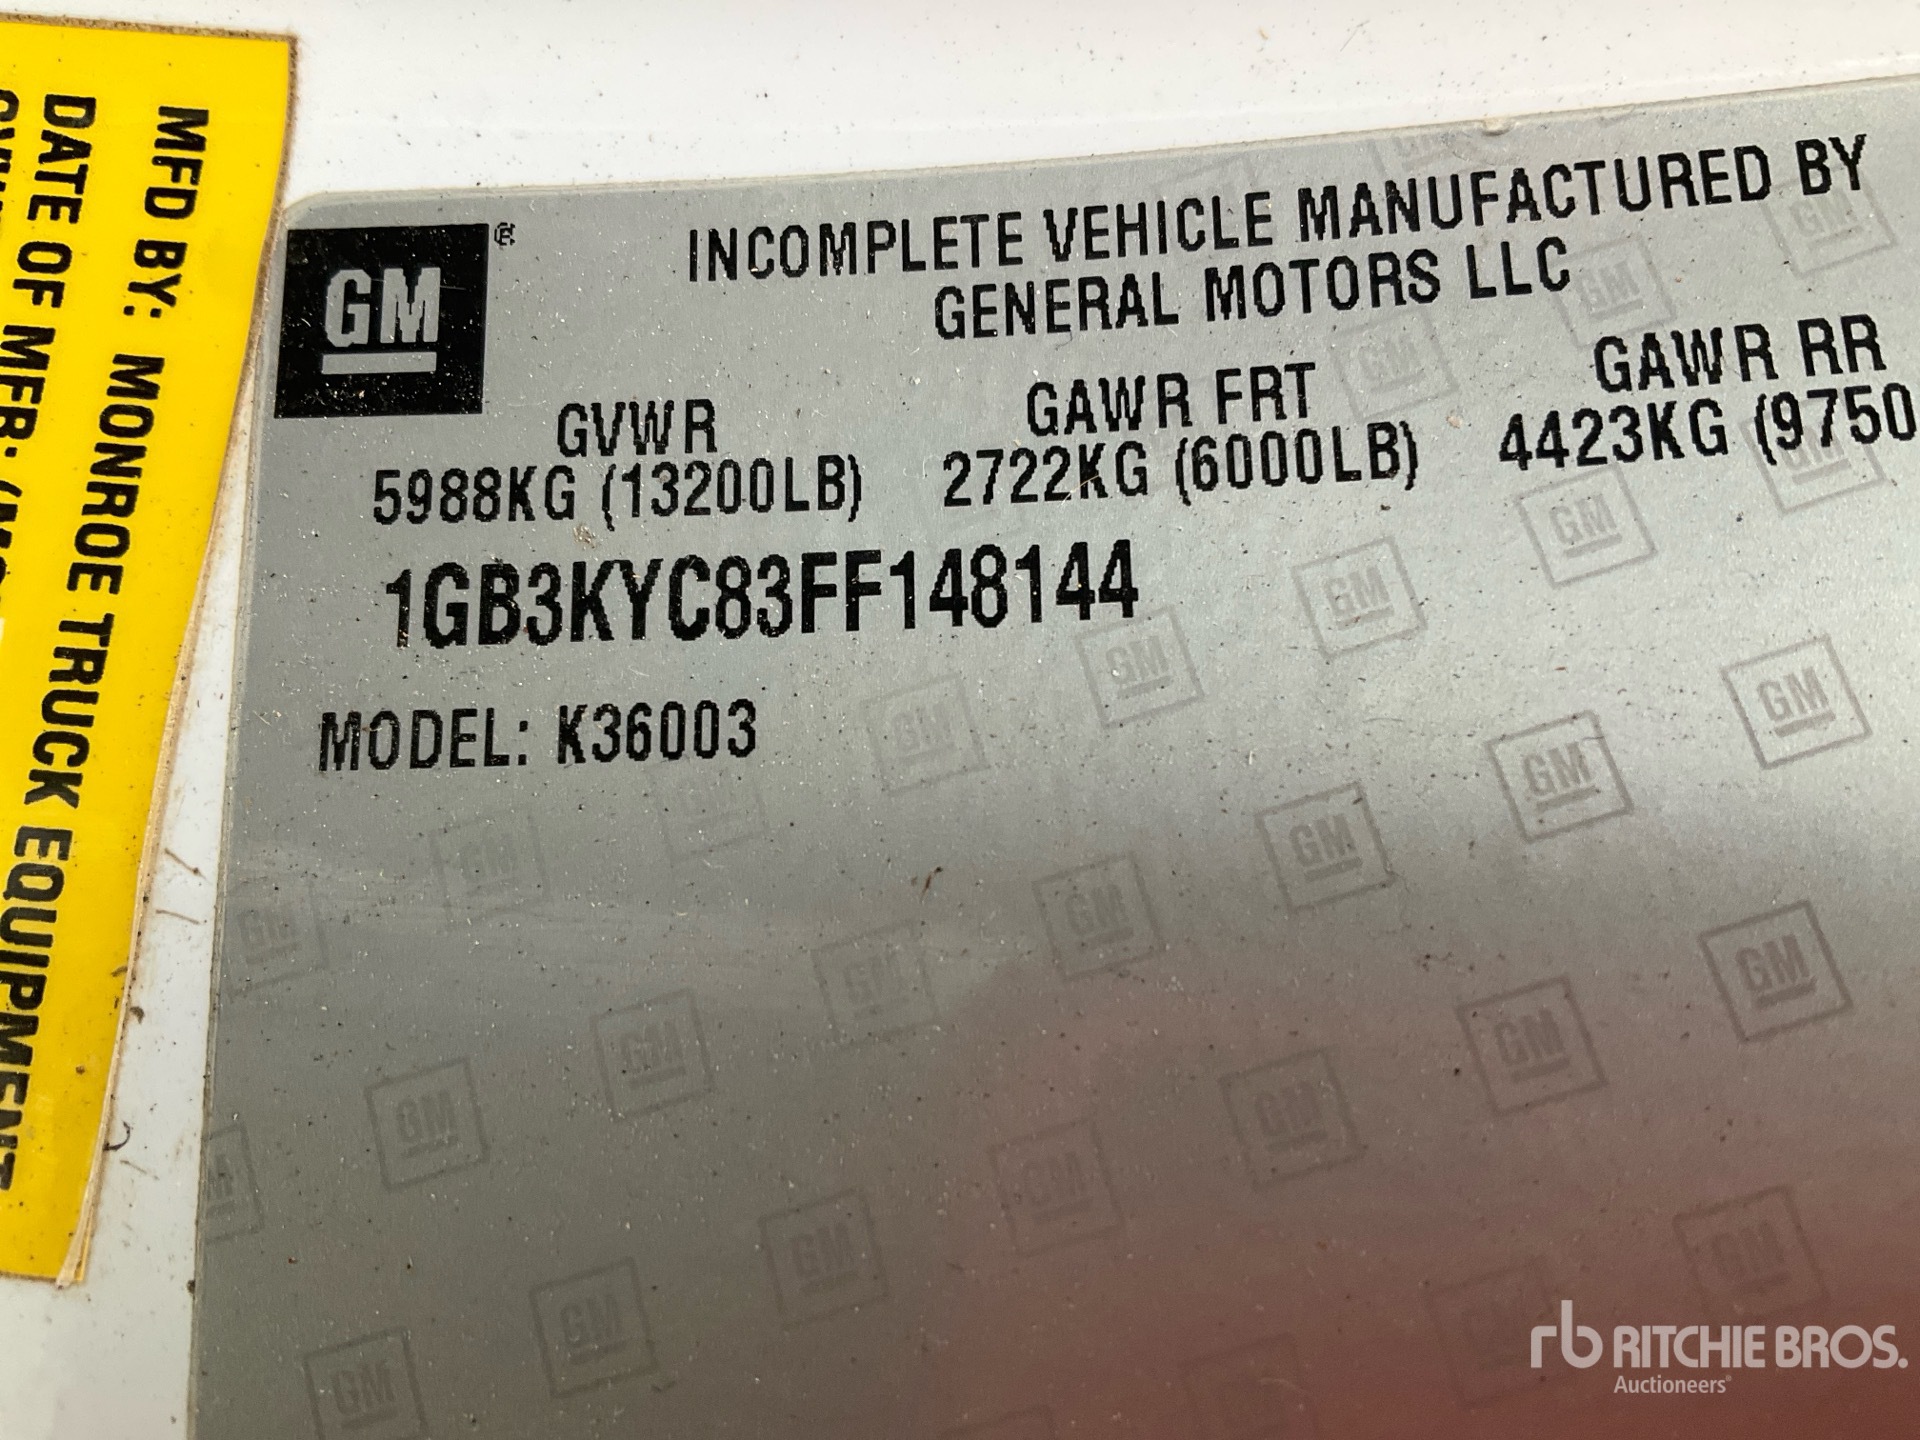 GM
INCOMPLETE VEHICLE MANUFACTURED BY
GENERAL MOTORS LLC
GVWR GAWR FRT GAWR RR
5988KG (13200LB) 2722KG (6000LB) 4423KG (9750
1GB3KYC83FF148144
MODEL: K36003
MFD BY: MONROE TRUCK EQUIPMENT
DATE OF MFR:
rb RITCHIE BROS.
Auctioneers